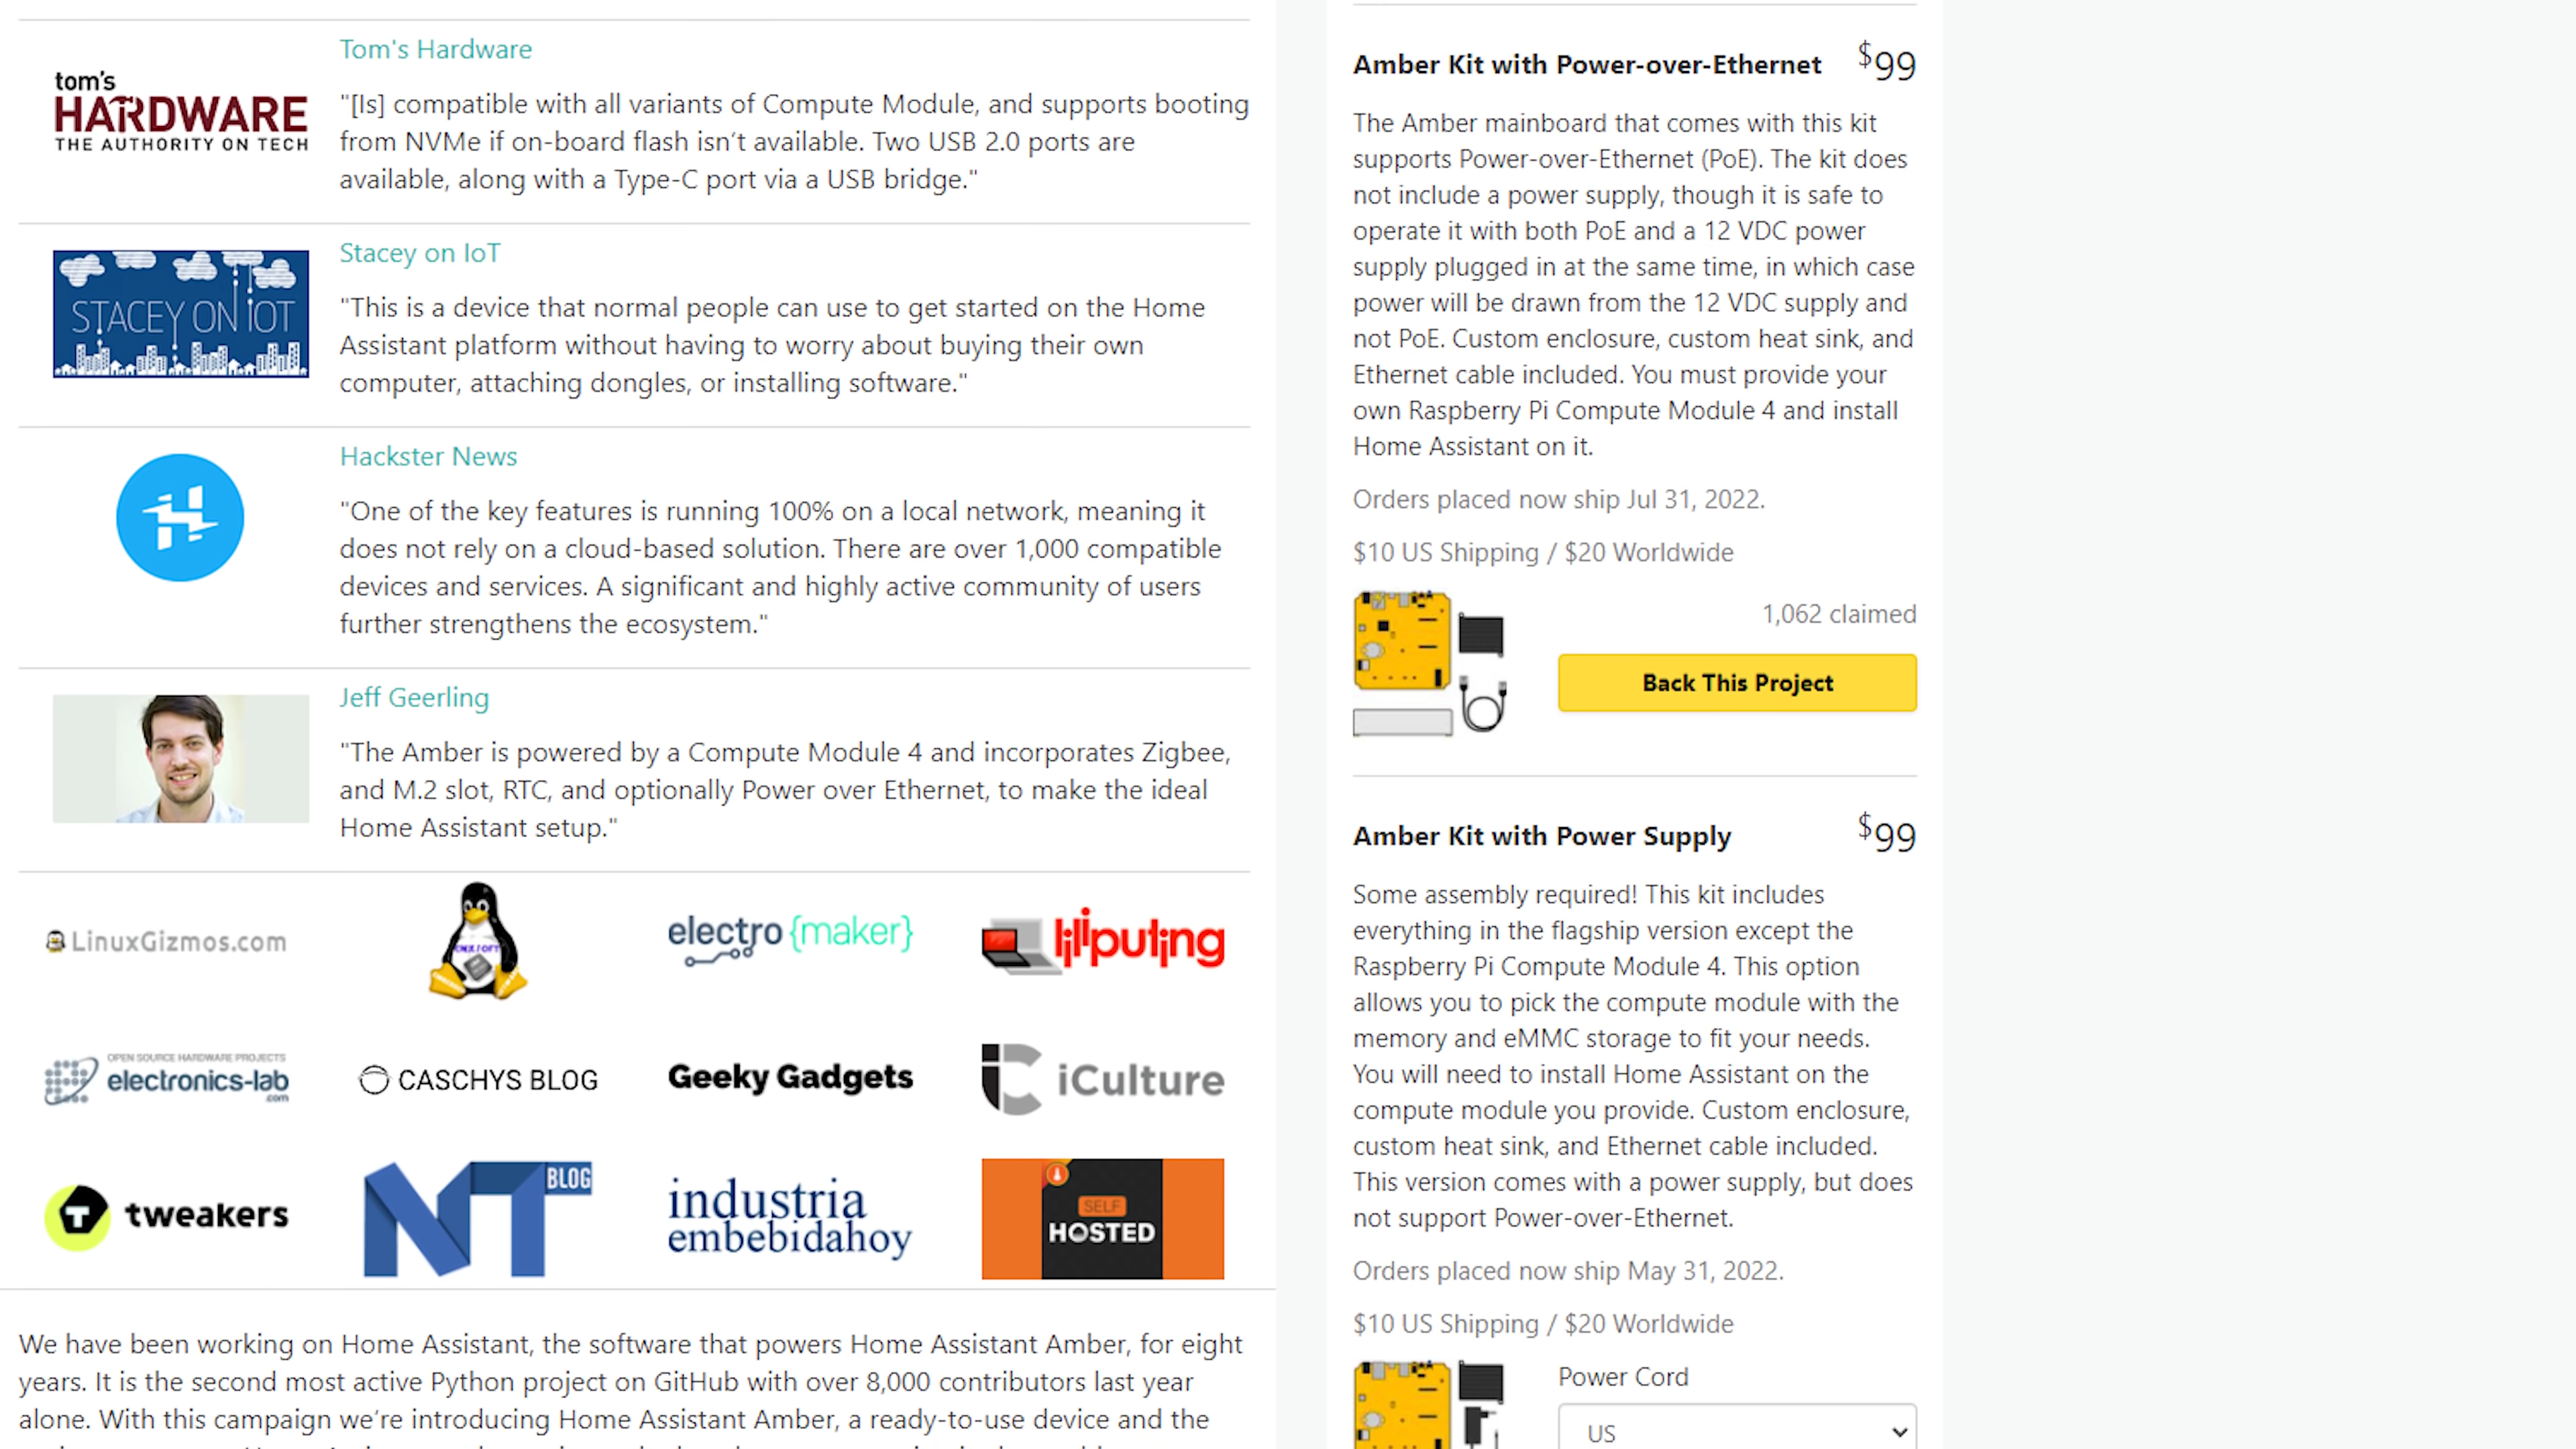 Tom's Hardware
tom's
HARDWARE
THE AUTHORITY ON TECH
"[Is] compatible with all variants of Compute Module, and supports booting
from NVMe if on-board flash isn’t available. Two USB 2.0 ports are
available, along with a Type-C port via a USB bridge."
Stacey on IoT
STACEY ON IOT
"This is a device that normal people can use to get started on the Home
Assistant platform without having to worry about buying their own
computer, attaching dongles, or installing software."
Hackster News
"One of the key features is running 100% on a local network, meaning it
does not rely on a cloud-based solution. There are over 1,000 compatible
devices and services. A significant and highly active community of users
further strengthens the ecosystem."
Jeff Geerling
"The Amber is powered by a Compute Module 4 and incorporates Zigbee,
and M.2 slot, RTC, and optionally Power over Ethernet, to make the ideal
Home Assistant setup."
LinuxGizmos.com
electro {maker}
liliputing
OPEN SOURCE HARDWARE PROJECTS
electronics-lab
.com
CASCHYS BLOG
Geeky Gadgets
iC iCulture
T tweakers
NT BLOG
industria
embebidahoy
SELF
HOSTED
We have been working on Home Assistant, the software that powers Home Assistant Amber, for eight
years. It is the second most active Python project on GitHub with over 8,000 contributors last year
alone. With this campaign we’re introducing Home Assistant Amber, a ready-to-use device and the
Amber Kit with Power-over-Ethernet $99
The Amber mainboard that comes with this kit
supports Power-over-Ethernet (PoE). The kit does
not include a power supply, though it is safe to
operate it with both PoE and a 12 VDC power
supply plugged in at the same time, in which case
power will be drawn from the 12 VDC supply and
not PoE. Custom enclosure, custom heat sink, and
Ethernet cable included. You must provide your
own Raspberry Pi Compute Module 4 and install
Home Assistant on it.
Orders placed now ship Jul 31, 2022.
$10 US Shipping / $20 Worldwide
1,062 claimed
Back This Project
Amber Kit with Power Supply $99
Some assembly required! This kit includes
everything in the flagship version except the
Raspberry Pi Compute Module 4. This option
allows you to pick the compute module with the
memory and eMMC storage to fit your needs.
You will need to install Home Assistant on the
compute module you provide. Custom enclosure,
custom heat sink, and Ethernet cable included.
This version comes with a power supply, but does
not support Power-over-Ethernet.
Orders placed now ship May 31, 2022.
$10 US Shipping / $20 Worldwide
Power Cord
US